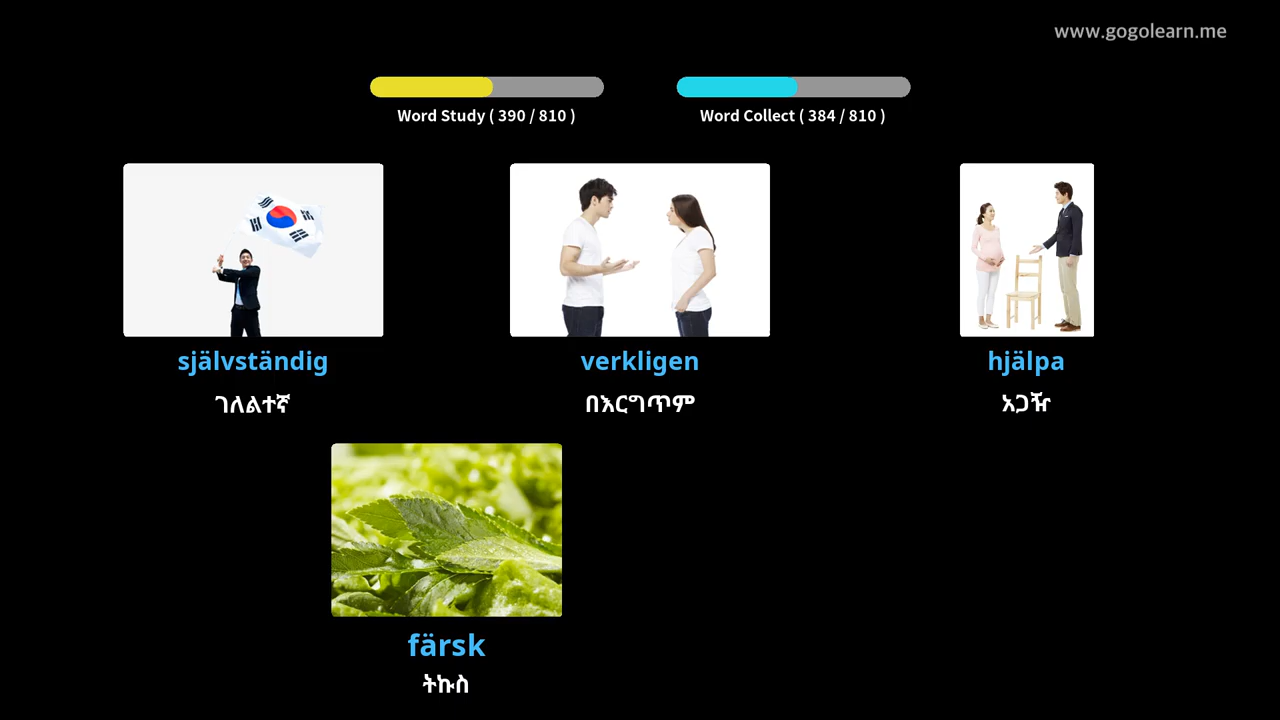 www.gogolearn.me
Word Study ( 390 / 810 )
Word Collect ( 384 / 810 )
självständig
ገለልተኛ
verkligen
በእርግጥም
hjälpa
አጋዥ
färsk
ትኩስ